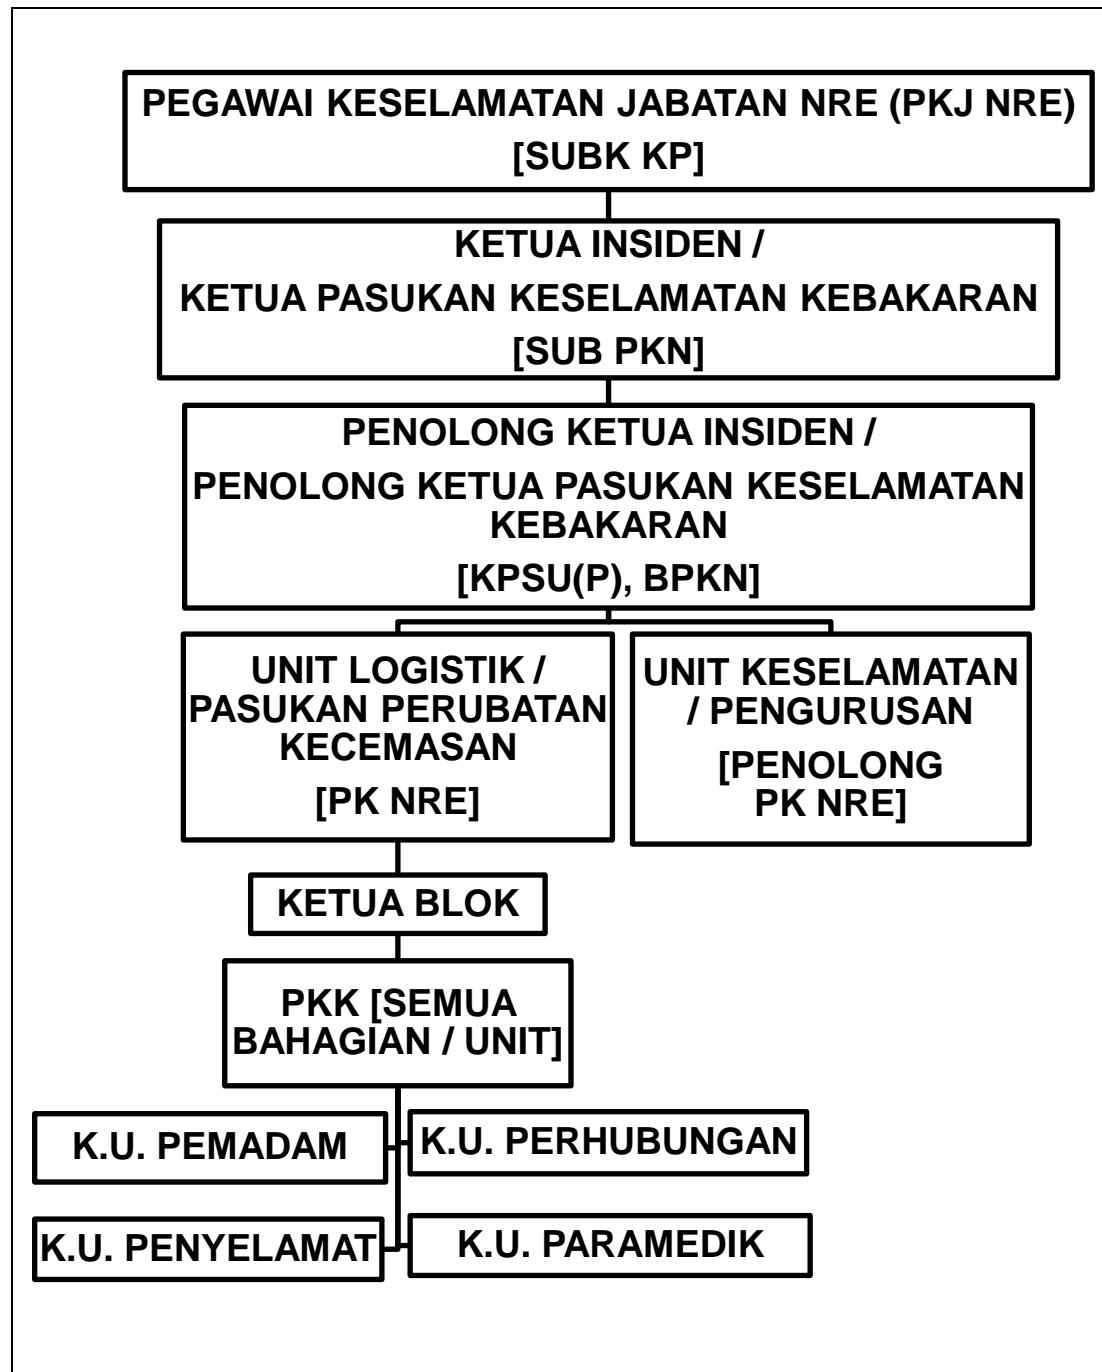 PEGAWAI KESELAMATAN JABATAN NRE (PKJ NRE)
[SUBK KP]
KETUA INSIDEN /
KETUA PASUKAN KESELAMATAN KEBAKARAN
[SUB PKN]
PENOLONG KETUA INSIDEN /
PENOLONG KETUA PASUKAN KESELAMATAN
KEBAKARAN
[KPSU(P), BPKN]
UNIT LOGISTIK /
PASUKAN PERUBATAN
KECEMASAN
[PK NRE]
UNIT KESELAMATAN
/ PENGURUSAN
[PENOLONG
PK NRE]
KETUA BLOK
PKK [SEMUA
BAHAGIAN / UNIT]
K.U. PEMADAM
K.U. PERHUBUNGAN
K.U. PENYELAMAT
K.U. PARAMEDIK